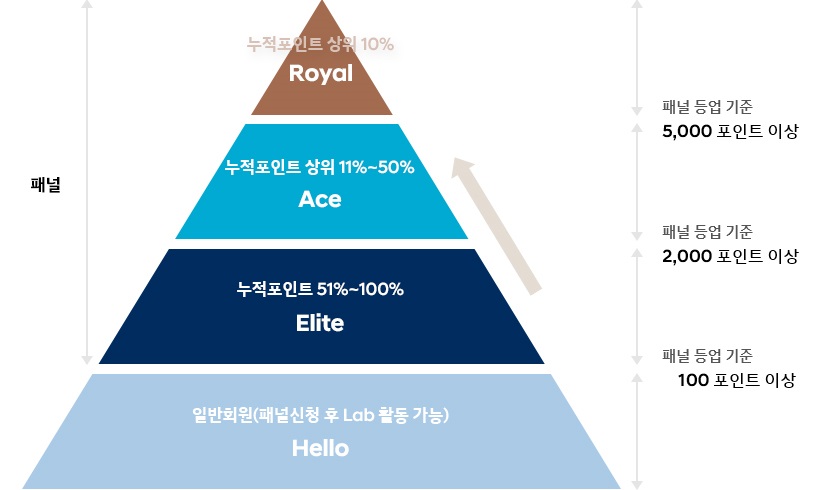 누적포인트 상위 10%
Royal
패널 등업 기준
5,000 포인트 이상
누적포인트 상위 11%~50%
Ace
패널
패널 등업 기준
2,000 포인트 이상
누적포인트 51%~100%
Elite
패널 등업 기준
100 포인트 이상
일반회원(패널신청 후 Lab 활동 가능)
Hello